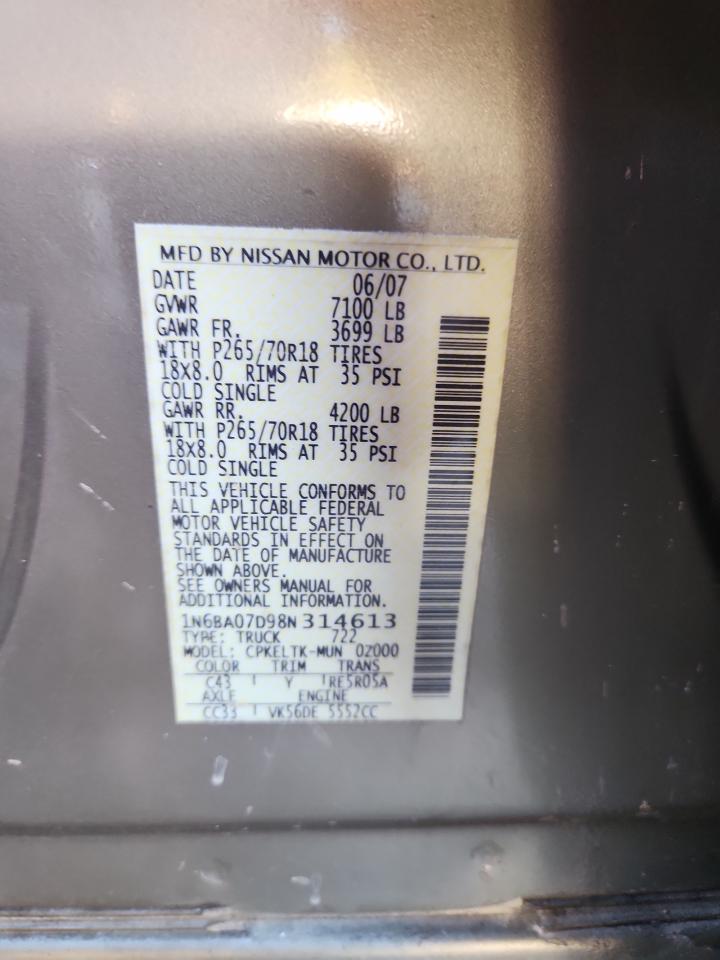 MFD BY NISSAN MOTOR CO., LTD.
DATE 06/07
GVWR 7100 LB
GAWR FR. 3699 LB
WITH P265/70R18 TIRES
18X8.0 RIMS AT 35 PSI
COLD SINGLE
GAWR RR. 4200 LB
WITH P265/70R18 TIRES
18X8.0 RIMS AT 35 PSI
COLD SINGLE
THIS VEHICLE CONFORMS TO
ALL APPLICABLE FEDERAL
MOTOR VEHICLE SAFETY
STANDARDS IN EFFECT ON
THE DATE OF MANUFACTURE
SHOWN ABOVE.
SEE OWNERS MANUAL FOR
ADDITIONAL INFORMATION.
1N6BA07D98N314613
TYPE: TRUCK 722
MODEL: CPKELTK-MUN 0Z000
COLOR TRIM TRANS
C43 Y RE5R05A
AXLE ENGINE
CC33 VK56DE 5552CC